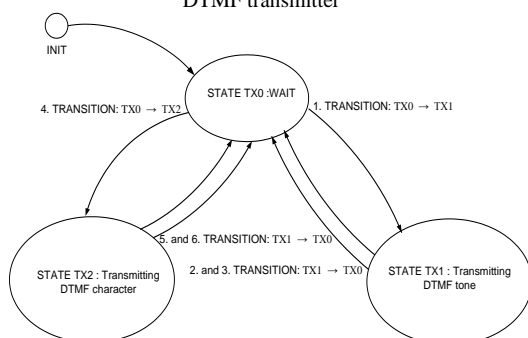 DTMF transmitter
INIT
STATE TX0 :WAIT
4. TRANSITION: TX0 → TX2
1. TRANSITION: TX0 → TX1
5. and 6. TRANSITION: TX1 → TX0
2. and 3. TRANSITION: TX1 → TX0
STATE TX2 : Transmitting
DTMF character
STATE TX1 : Transmitting
DTMF tone